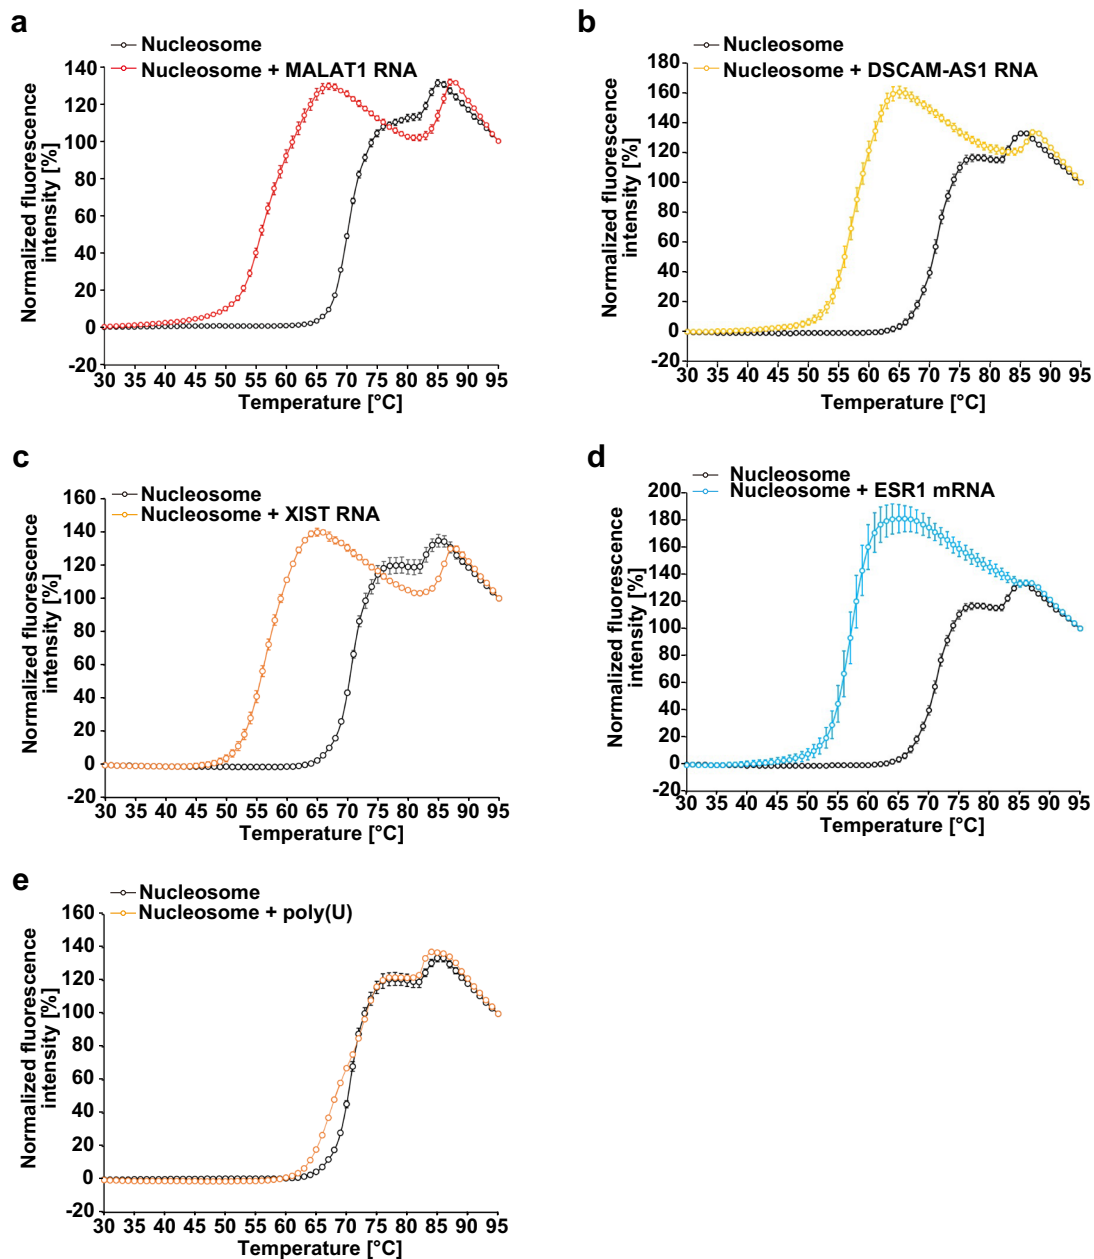 a
Nucleosome
Nucleosome + MALAT1 RNA
Normalized fluorescence
intensity [%]
140
120
100
80
60
40
20
0
-20
30 35 40 45 50 55 60 65 70 75 80 85 90 95
Temperature [°C]
b
Nucleosome
Nucleosome + DSCAM-AS1 RNA
Normalized fluorescence
intensity [%]
180
160
140
120
100
80
60
40
20
0
-20
30 35 40 45 50 55 60 65 70 75 80 85 90 95
Temperature [°C]
c
Nucleosome
Nucleosome + XIST RNA
Normalized fluorescence
intensity [%]
160
140
120
100
80
60
40
20
0
-20
30 35 40 45 50 55 60 65 70 75 80 85 90 95
Temperature [°C]
d
Nucleosome
Nucleosome + ESR1 mRNA
Normalized fluorescence
intensity [%]
200
180
160
140
120
100
80
60
40
20
0
-20
30 35 40 45 50 55 60 65 70 75 80 85 90 95
Temperature [°C]
e
Nucleosome
Nucleosome + poly(U)
Normalized fluorescence
intensity [%]
160
140
120
100
80
60
40
20
0
-20
30 35 40 45 50 55 60 65 70 75 80 85 90 95
Temperature [°C]